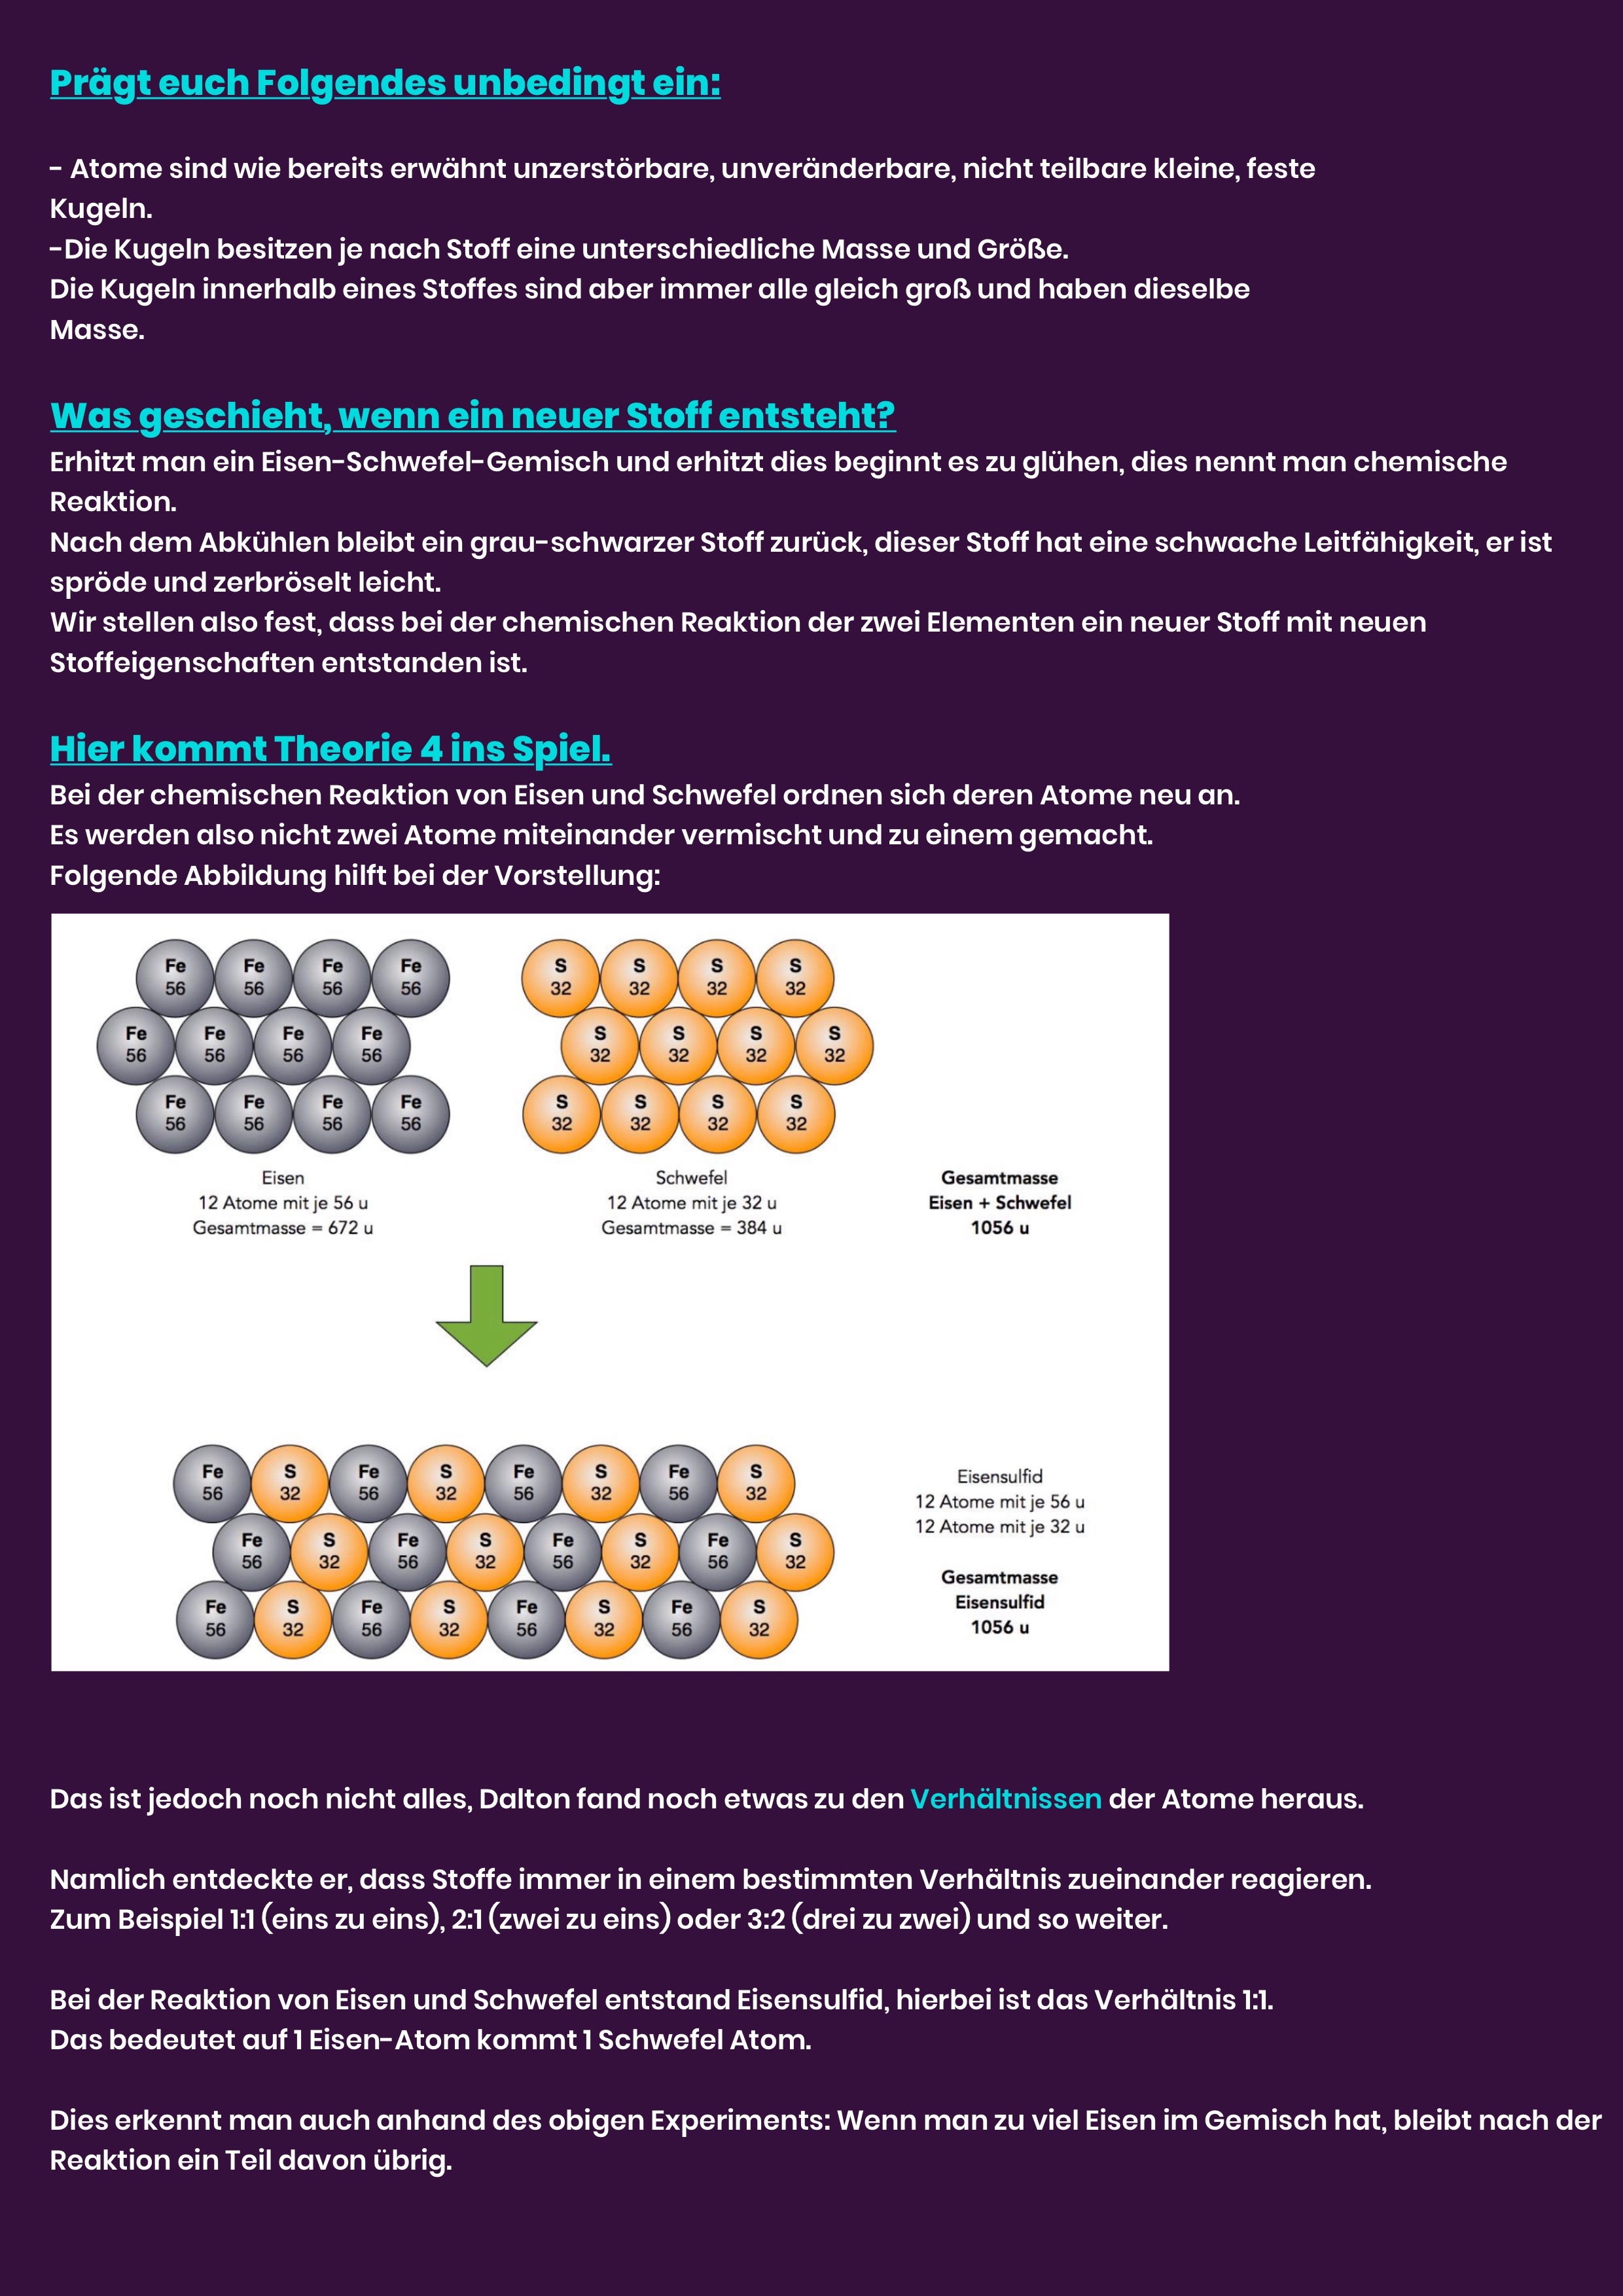 Prägt euch Folgendes unbedingt ein:
- Atome sind wie bereits erwähnt unzerstörbare, unveränderbare, nicht teilbare kleine, feste
Kugeln.
-Die Kugeln besitzen je nach Stoff eine unterschiedliche Masse und Größe.
Die Kugeln innerhalb eines Stoffes sind aber immer alle gleich groß und haben dieselbe
Masse.
Was geschieht, wenn ein neuer Stoff entsteht?
Erhitzt man ein Eisen-Schwefel-Gemisch und erhitzt dies beginnt es zu glühen, dies nennt man chemische
Reaktion.
Nach dem Abkühlen bleibt ein grau-schwarzer Stoff zurück, dieser Stoff hat eine schwache Leitfähigkeit, er ist
spröde und zerbröselt leicht.
Wir stellen also fest, dass bei der chemischen Reaktion der zwei Elementen ein neuer Stoff mit neuen
Stoffeigenschaften entstanden ist.
Hier kommt Theorie 4 ins Spiel.
Bei der chemischen Reaktion von Eisen und Schwefel ordnen sich deren Atome neu an.
Es werden also nicht zwei Atome miteinander vermischt und zu einem gemacht.
Folgende Abbildung hilft bei der Vorstellung:
Fe Fe Fe Fe
56 56 56 56
Fe Fe Fe Fe
56 56 56 56
Fe Fe Fe Fe
56 56 56 56
Eisen
12 Atome mit je 56 u
Gesamtmasse = 672 u
S S S S
32 32 32 32
S S S S
32 32 32 32
S S S S
32 32 32 32
Schwefel
12 Atome mit je 32 u
Gesamtmasse = 384 u
Gesamtmasse
Eisen + Schwefel
1056 u
Fe S Fe S Fe S Fe S
56 32 56 32 56 32 56 32
Fe S Fe S Fe S Fe S
56 32 56 32 56 32 56 32
Fe S Fe S Fe S Fe S
56 32 56 32 56 32 56 32
Eisensulfid
12 Atome mit je 56 u
12 Atome mit je 32 u
Gesamtmasse
Eisensulfid
1056 u
Das ist jedoch noch nicht alles, Dalton fand noch etwas zu den Verhältnissen der Atome heraus.
Namlich entdeckte er, dass Stoffe immer in einem bestimmten Verhältnis zueinander reagieren.
Zum Beispiel 1:1 (eins zu eins), 2:1 (zwei zu eins) oder 3:2 (drei zu zwei) und so weiter.
Bei der Reaktion von Eisen und Schwefel entstand Eisensulfid, hierbei ist das Verhältnis 1:1.
Das bedeutet auf 1 Eisen-Atom kommt 1 Schwefel Atom.
Dies erkennt man auch anhand des obigen Experiments: Wenn man zu viel Eisen im Gemisch hat, bleibt nach der
Reaktion ein Teil davon übrig.